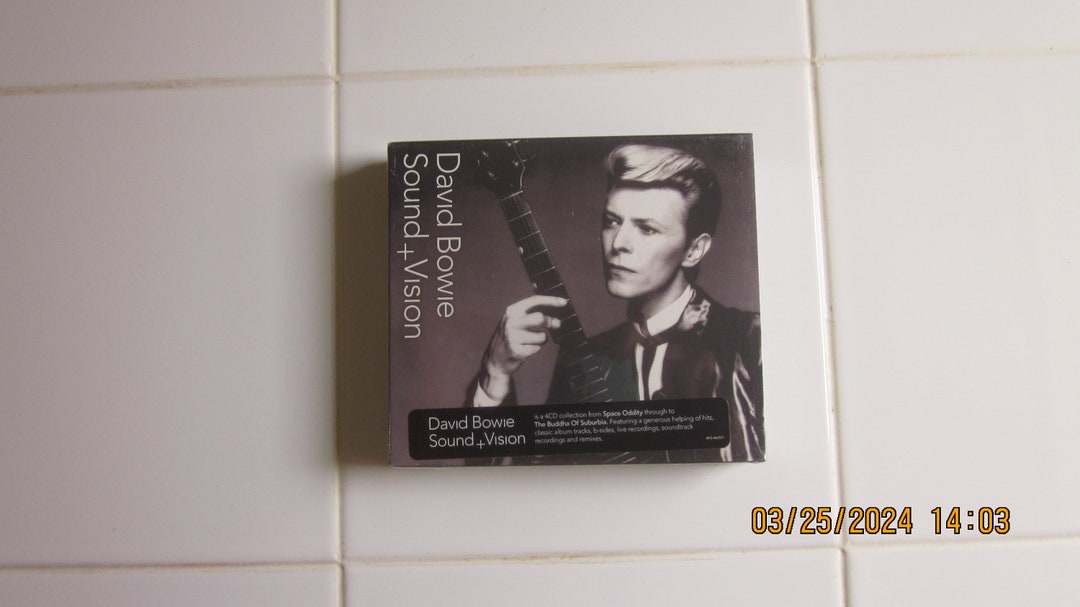 David Bowie
Sound+Vision
David Bowie
Sound+Vision
is a 4CD collection from Space Oddity through to
The Buddha Of Suburbia. Featuring a generous helping of hits,
classic album tracks, b-sides, live recordings, soundtrack
recordings and remixes.
03/25/2024 14:03